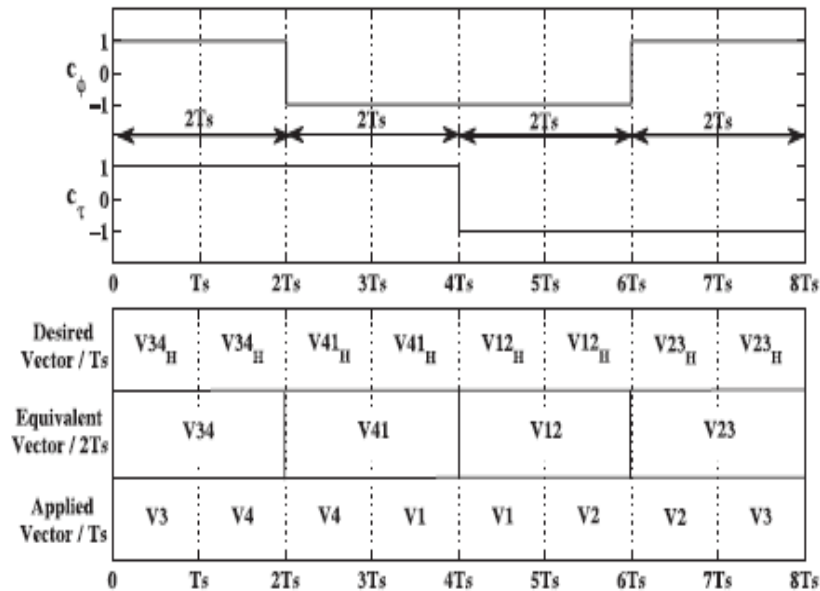 1
0
−1
c ϕ
2Ts 2Ts 2Ts 2Ts
1
0
−1
c τ
0 Ts 2Ts 3Ts 4Ts 5Ts 6Ts 7Ts 8Ts
Desired
Vector / Ts
V34H V34H V41H V41H V12H V12H V23H V23H
Equivalent
Vector / 2Ts
V34 V41 V12 V23
Applied
Vector / Ts
V3 V4 V4 V1 V1 V2 V2 V3
0 Ts 2Ts 3Ts 4Ts 5Ts 6Ts 7Ts 8Ts